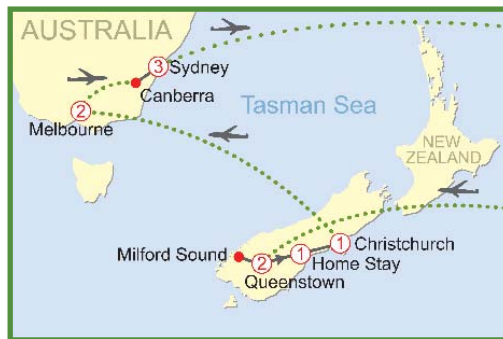 AUSTRALIA
3 Sydney
Canberra
2
Melbourne
Tasman Sea
NEW
ZEALAND
Milford Sound
1 Christchurch
1
Home Stay
2
Queenstown